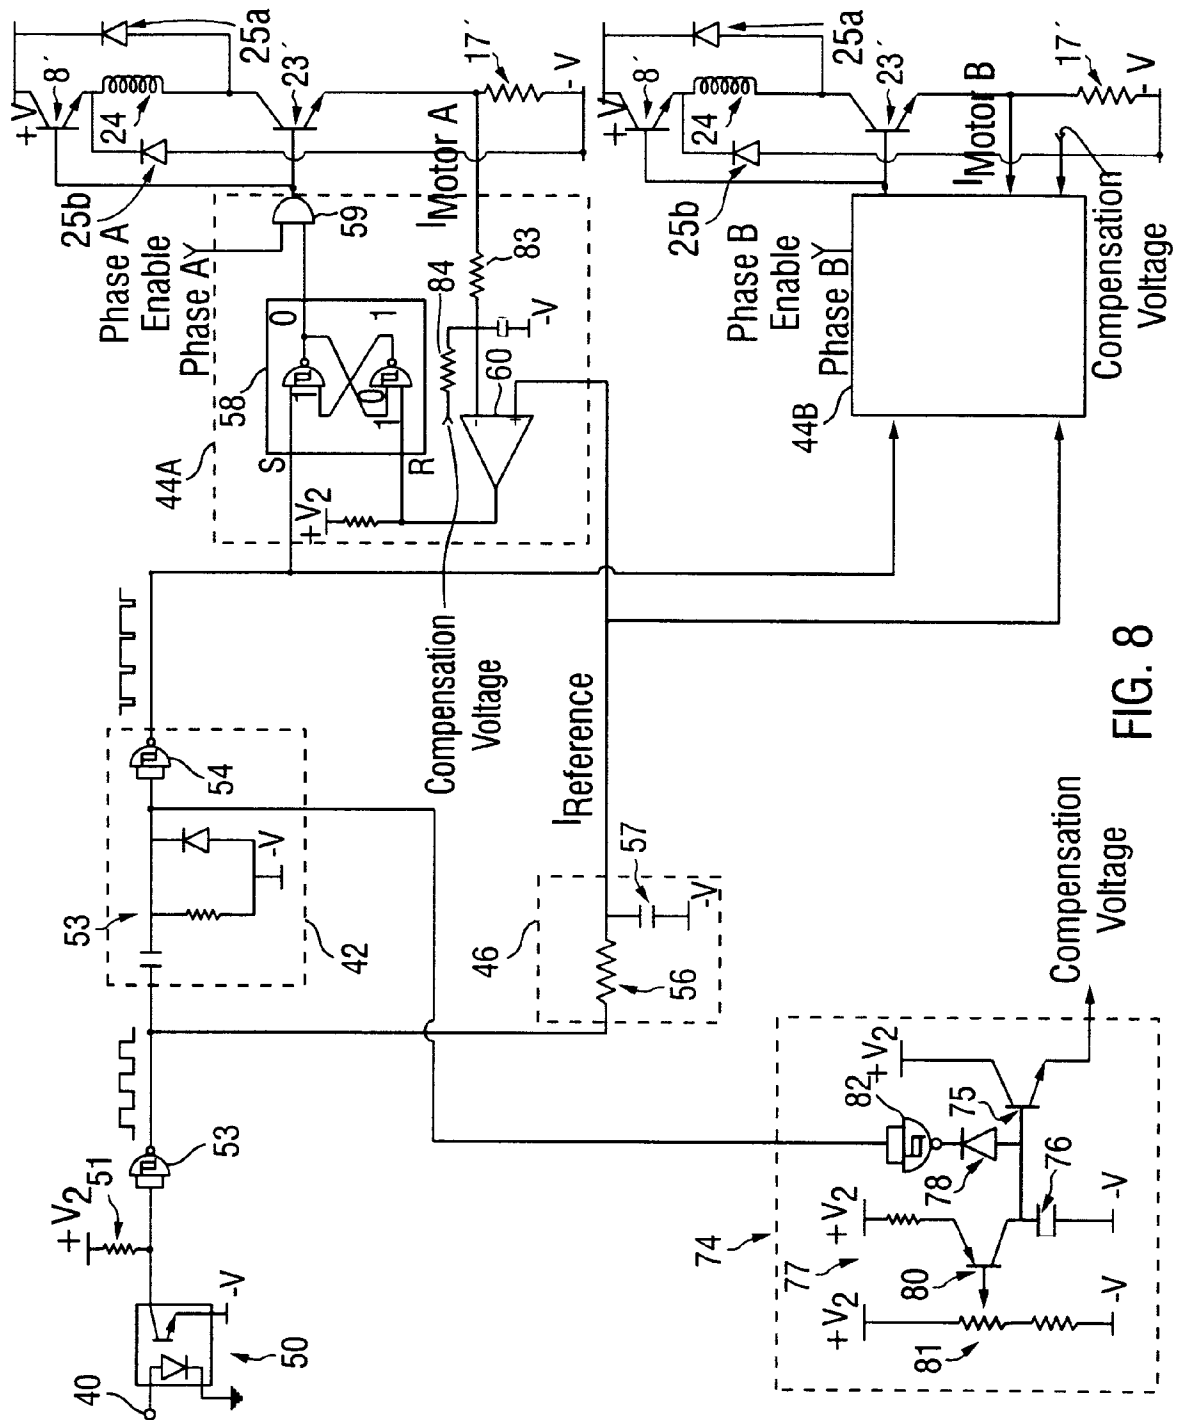 40
50
-V
+V2
51
53
53
42
-V
54
46
56
57
-V
IReference
Compensation
Voltage
44A
S
R
58
0
1
1
0
1
+V2
60
84
83
-V
Phase A
Enable
Phase A
59
IMotor A
25b
+V
8´
24
25a
23´
17´
-V
44B
Phase B
Enable
Phase B
IMotor B
Compensation
Voltage
25b
+V
8´
24
25a
23´
17´
-V
74
77
+V2
81
-V
+V2
80
76
-V
78
82
75
+V2
Compensation
Voltage
FIG. 8